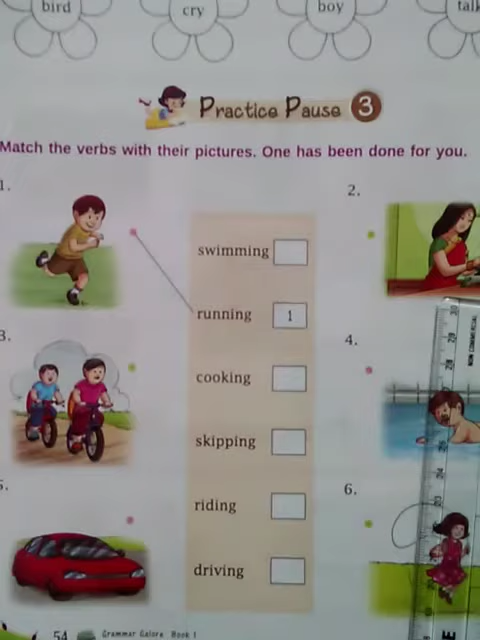 bird
cry
boy
Practice Pause 3
Match the verbs with their pictures. One has been done for you.
1.
2.
swimming
running 1
3.
4.
cooking
skipping
5.
6.
riding
driving
54 Grammar Galore Book 1